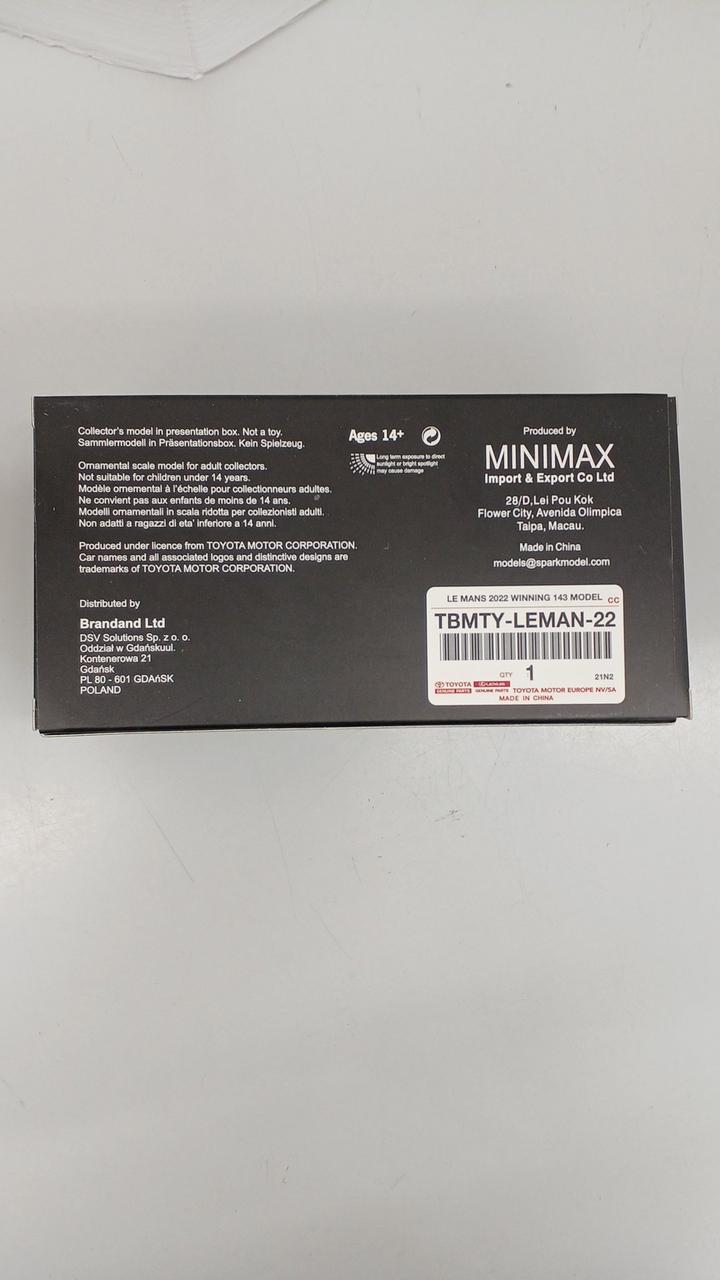 Collector's model in presentation box. Not a toy.
Sammlermodell in Präsentationsbox. Kein Spielzeug.
Ornamental scale model for adult collectors.
Not suitable for children under 14 years.
Modèle ornemental à l'échelle pour collectionneurs adultes.
Ne convient pas aux enfants de moins de 14 ans.
Modelli ornamentali in scala ridotta per collezionisti adulti.
Non adatti a ragazzi di eta' inferiore a 14 anni.
Produced under licence from TOYOTA MOTOR CORPORATION.
Car names and all associated logos and distinctive designs are
trademarks of TOYOTA MOTOR CORPORATION.
Distributed by
Brandand Ltd
DSV Solutions Sp. z o. o.
Oddział w Gdańskuul.
Kontenerowa 21
Gdańsk
PL 80 - 601 GDAńSK
POLAND
Ages 14+
Long term exposure to direct
sunlight or bright spotlight
may cause damage
Produced by
MINIMAX
Import & Export Co Ltd
28/D,Lei Pou Kok
Flower City, Avenida Olimpica
Taipa, Macau.
Made in China
models@sparkmodel.com
LE MANS 2022 WINNING 143 MODEL CC
TBMTY-LEMAN-22
QTY 1 21N2
TOYOTA LEXUS
GENUINE PARTS GENUINE PARTS TOYOTA MOTOR EUROPE NV/SA
MADE IN CHINA